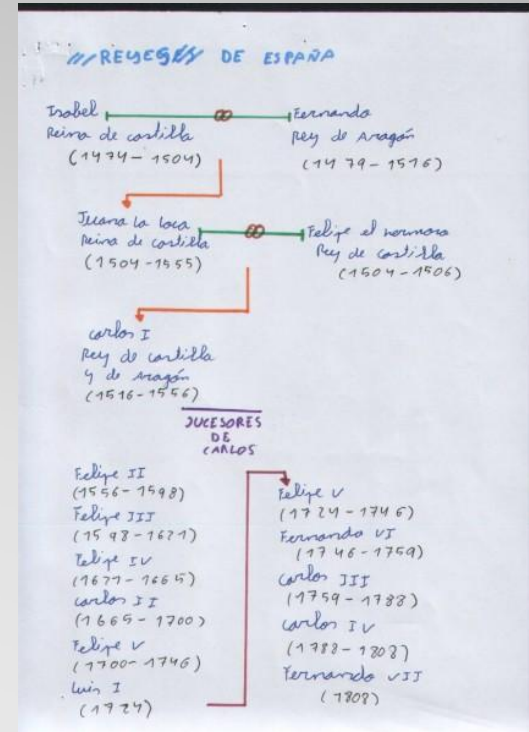 REYES DE ESPAÑA
Isabel
Reina de castilla
(1474-1504)
Fernando
Rey de Aragón
(1479-1516)
Juana la loca
Reina de castilla
(1504-1555)
Felipe el hermoso
Rey de castilla
(1504-1506)
carlos I
Rey de castilla
y de Aragón
(1516-1556)
SUCESORES
DE
CARLOS
Felipe II
(1556-1598)
Felipe III
(1598-1621)
Felipe IV
(1621-1665)
carlos II
(1665-1700)
Felipe V
(1700-1746)
Luis I
(1724)
Felipe V
(1724-1746)
Fernando VI
(1746-1759)
carlos III
(1759-1788)
carlos IV
(1788-1808)
Fernando VII
(1808)